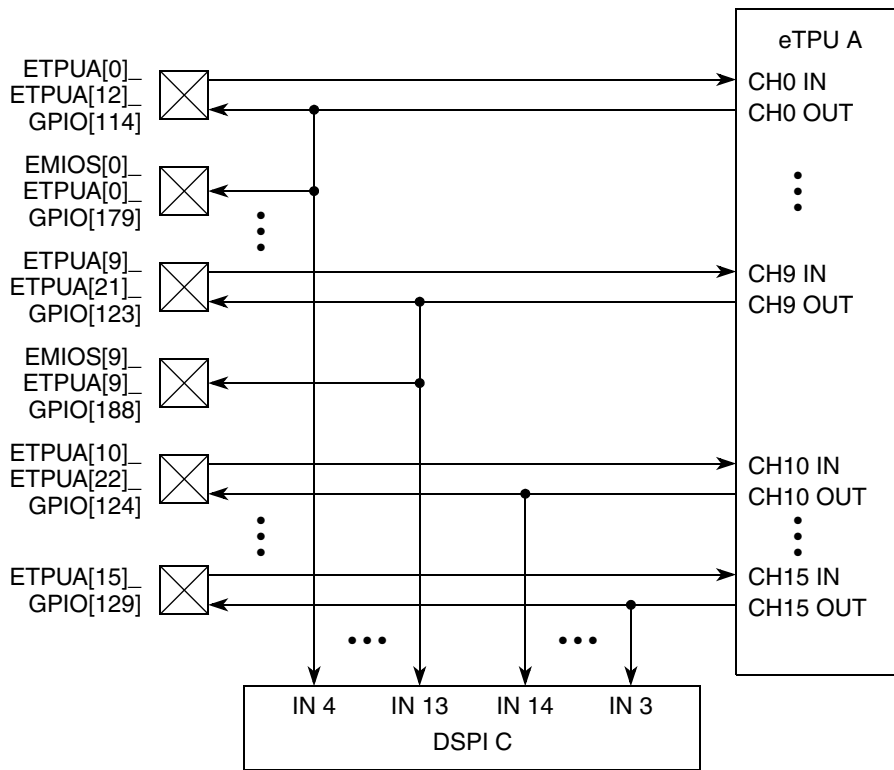 eTPU A
ETPUA[0]_
ETPUA[12]_
GPIO[114]
CH0 IN
CH0 OUT
EMIOS[0]_
ETPUA[0]_
GPIO[179]
ETPUA[9]_
ETPUA[21]_
GPIO[123]
CH9 IN
CH9 OUT
EMIOS[9]_
ETPUA[9]_
GPIO[188]
ETPUA[10]_
ETPUA[22]_
GPIO[124]
CH10 IN
CH10 OUT
ETPUA[15]_
GPIO[129]
CH15 IN
CH15 OUT
IN 4 IN 13 IN 14 IN 3
DSPI C